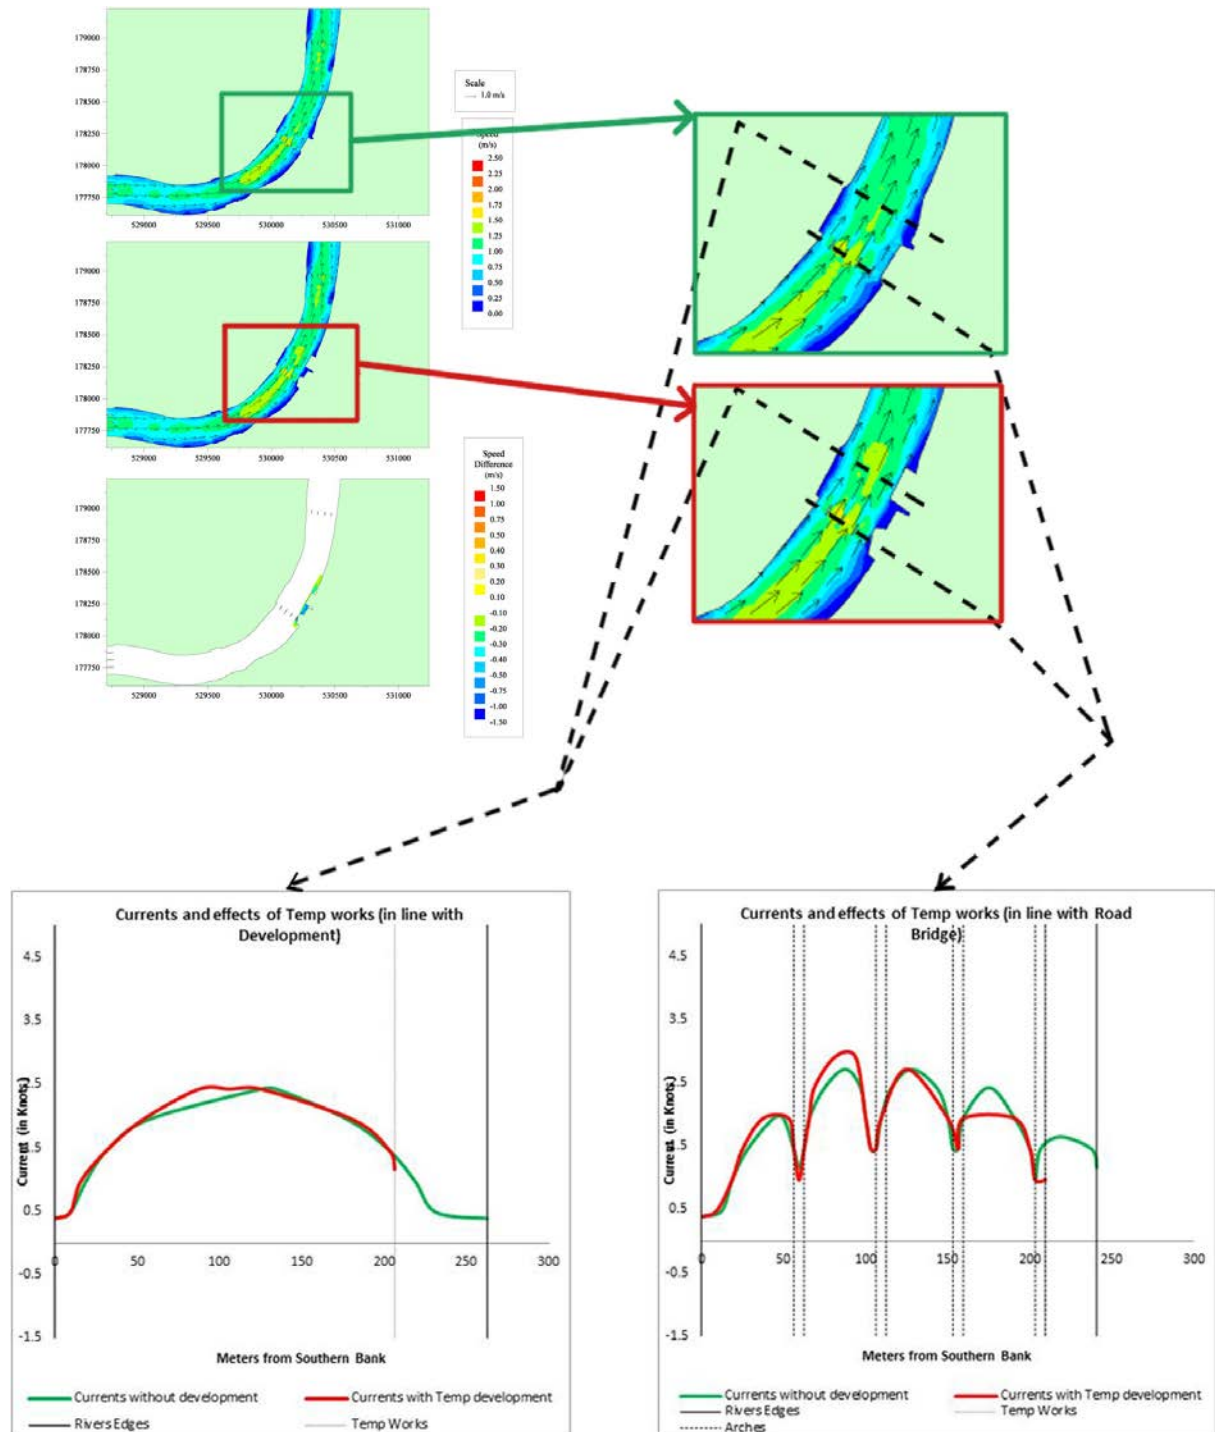 179000
178750
178500
178250
178000
177750
529000 529500 530000 530500 531000
Scale
1.0 m/s
Speed
(m/s)
2.50
2.25
2.00
1.75
1.50
1.25
1.00
0.75
0.50
0.25
0.00
179000
178750
178500
178250
178000
177750
529000 529500 530000 530500 531000
Speed
Difference
(m/s)
1.50
1.00
0.75
0.50
0.40
0.30
0.20
0.10
-0.10
-0.20
-0.30
-0.40
-0.50
-0.75
-1.00
-1.50
179000
178750
178500
178250
178000
177750
529000 529500 530000 530500 531000
Currents and effects of Temp works (in line with
Development)
4.5
3.5
2.5
1.5
0.5
-0.5
-1.5
Current (in Knots)
0 50 100 150 200 250 300
Meters from Southern Bank
Currents without development Currents with Temp development
Rivers Edges Temp Works
Currents and effects of Temp works (in line with Road
Bridge)
4.5
3.5
2.5
1.5
0.5
-0.5
-1.5
Current (in Knots)
0 50 100 150 200 250 300
Meters from Southern Bank
Currents without development Currents with Temp development
Rivers Edges Temp Works
Arches